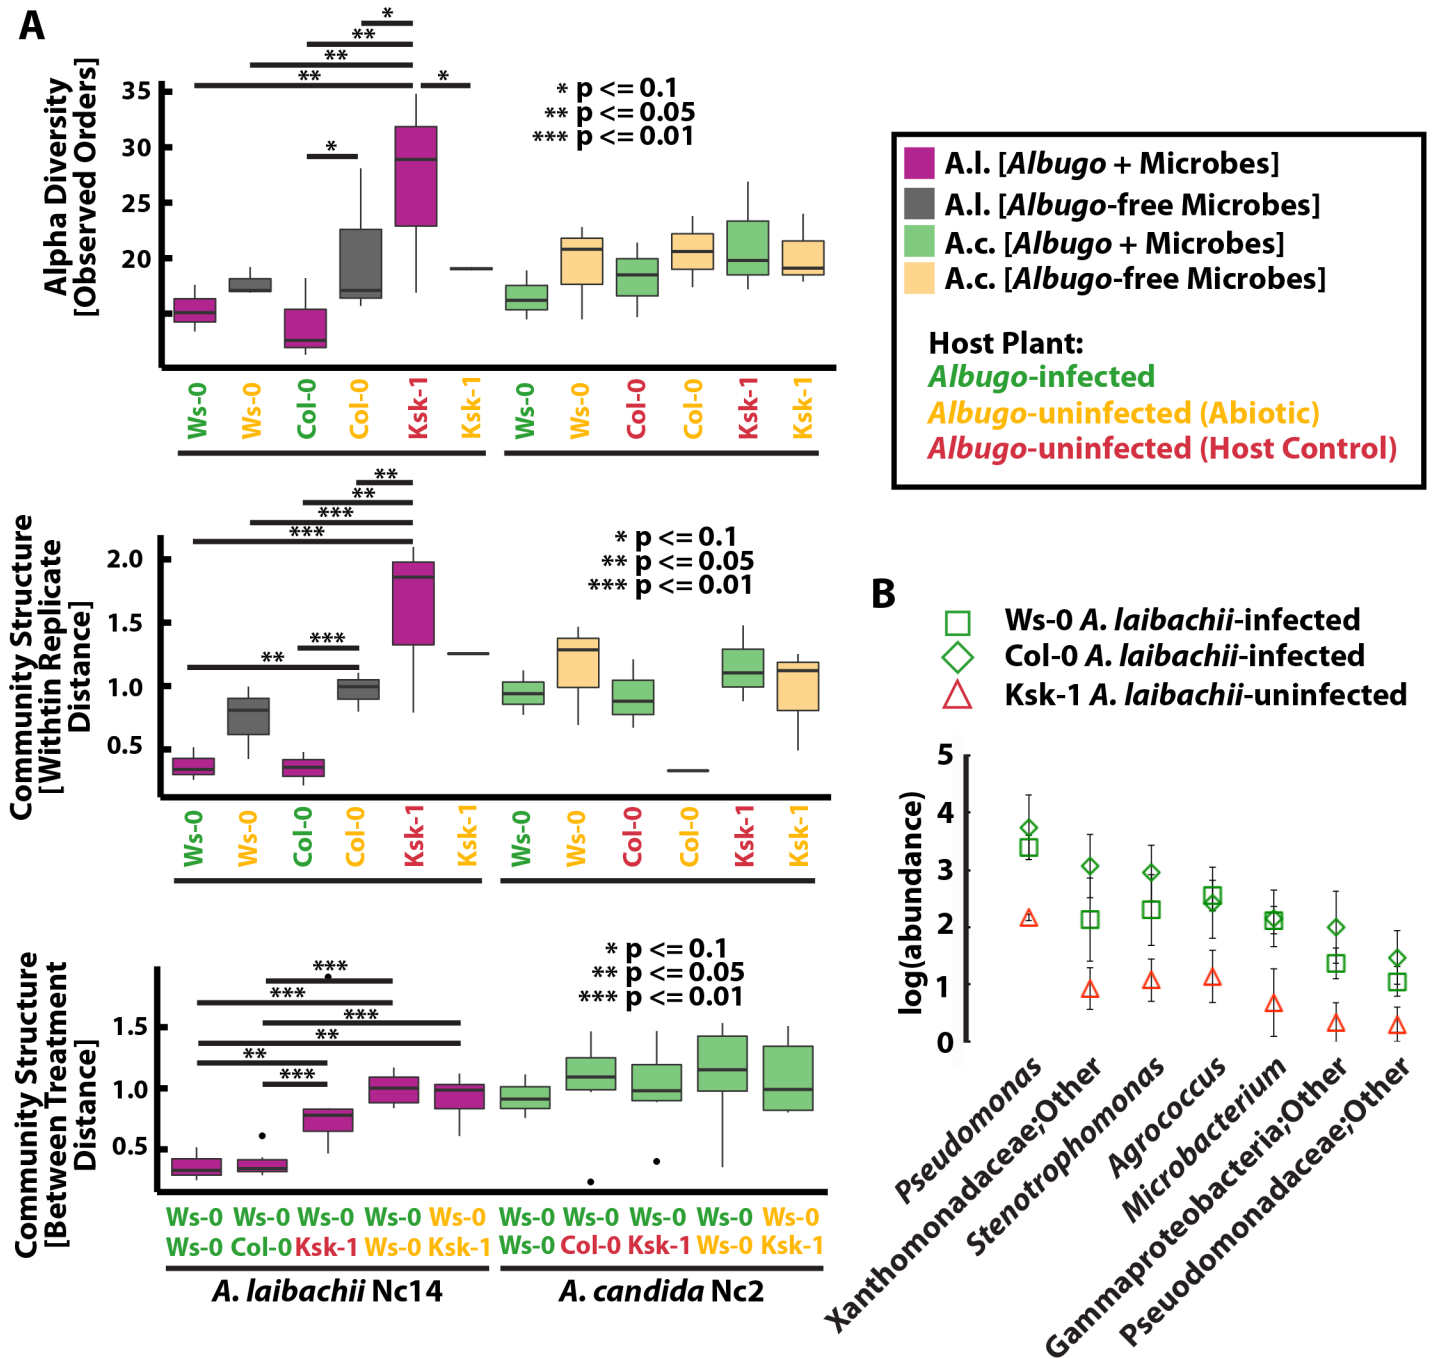 A
Alpha Diversity
[Observed Orders]
35
30
25
20
*
**
**
**
*
*
* p <= 0.1
** p <= 0.05
*** p <= 0.01
Ws-0
Ws-0
Col-0
Col-0
Ksk-1
Ksk-1
Ws-0
Ws-0
Col-0
Col-0
Ksk-1
Ksk-1
A.l. [Albugo + Microbes]
A.l. [Albugo-free Microbes]
A.c. [Albugo + Microbes]
A.c. [Albugo-free Microbes]
Host Plant:
Albugo-infected
Albugo-uninfected (Abiotic)
Albugo-uninfected (Host Control)
Community Structure
[Withtin Replicate
Distance]
2.0
1.5
1.0
0.5
**
**
***
***
***
**
* p <= 0.1
** p <= 0.05
*** p <= 0.01
Ws-0
Ws-0
Col-0
Col-0
Ksk-1
Ksk-1
Ws-0
Ws-0
Col-0
Col-0
Ksk-1
Ksk-1
Community Structure
[Between Treatment
Distance]
1.5
1.0
0.5
***
***
***
**
**
***
* p <= 0.1
** p <= 0.05
*** p <= 0.01
Ws-0 Ws-0 Ws-0 Ws-0 Ws-0 Ws-0 Ws-0 Ws-0 Ws-0 Ws-0
Ws-0 Col-0 Ksk-1 Ws-0 Ksk-1 Ws-0 Col-0 Ksk-1 Ws-0 Ksk-1
A. laibachii Nc14
A. candida Nc2
B
Ws-0 A. laibachii-infected
Col-0 A. laibachii-infected
Ksk-1 A. laibachii-uninfected
log(abundance)
5
4
3
2
1
0
Pseudomonas
Xanthomonadaceae;Other
Stenotrophomonas
Agrococcus
Microbacterium
Gammaproteobacteria;Other
Pseuodomonadaceae;Other